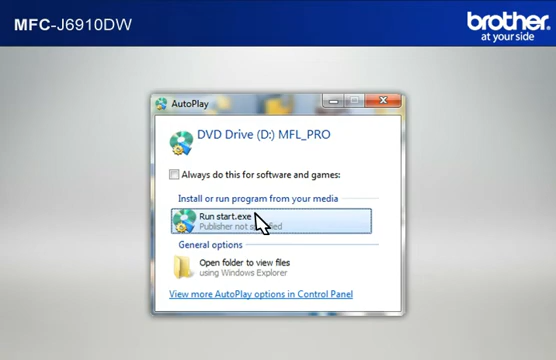 MFC-J6910DW
brother
at your side
AutoPlay
DVD Drive (D:) MFL_PRO
Always do this for software and games:
Install or run program from your media
Run start.exe
Publisher not
General options
Open folder to view files
using Windows Explorer
View more AutoPlay options in Control Panel